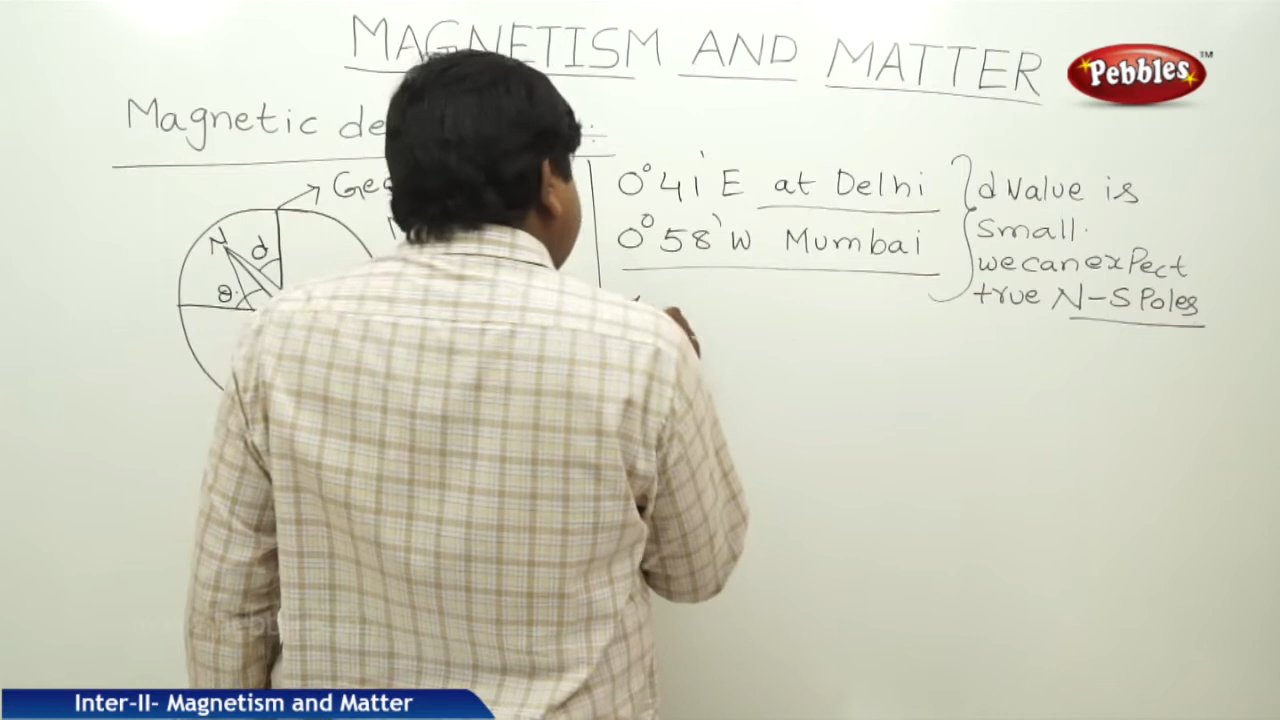 MAGNETISM AND MATTER
Pebbles TM
Magnetic de
Geo
N
d
θ
0°41' E at Delhi
0°58' W Mumbai
d value is
small.
we can expect
true N-S Poles
Inter-II- Magnetism and Matter